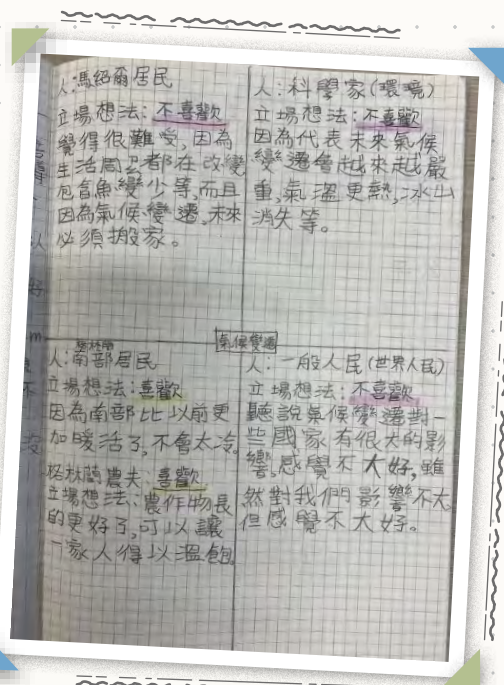 人:馬紹爾居民
立場想法:不喜歡
覺得很難受,因為
生活周公都在改變
包含魚變少等,而且
因為氣候變遷,未來
必須搬家。
人:科學家(環境)
立場想法:不喜歡
因為代表未來氣候
變遷會越來越嚴
重,氣溫更熱,冰山
消失等。
氣候變遷
格林蘭
人:南部居民
立場想法:喜歡
因為南部比以前更
加暖活了,不會太冷。
格林蘭農夫:喜歡
立場想法:農作物長
的更好了,可以讓
一家人得以溫飽。
人:一般人民(世界人民)
立場想法:不喜歡
聽說氣候變遷對一
些國家有很大的影
響,感覺不大好,雖
然對我們影響不大。
但感覺不太好。